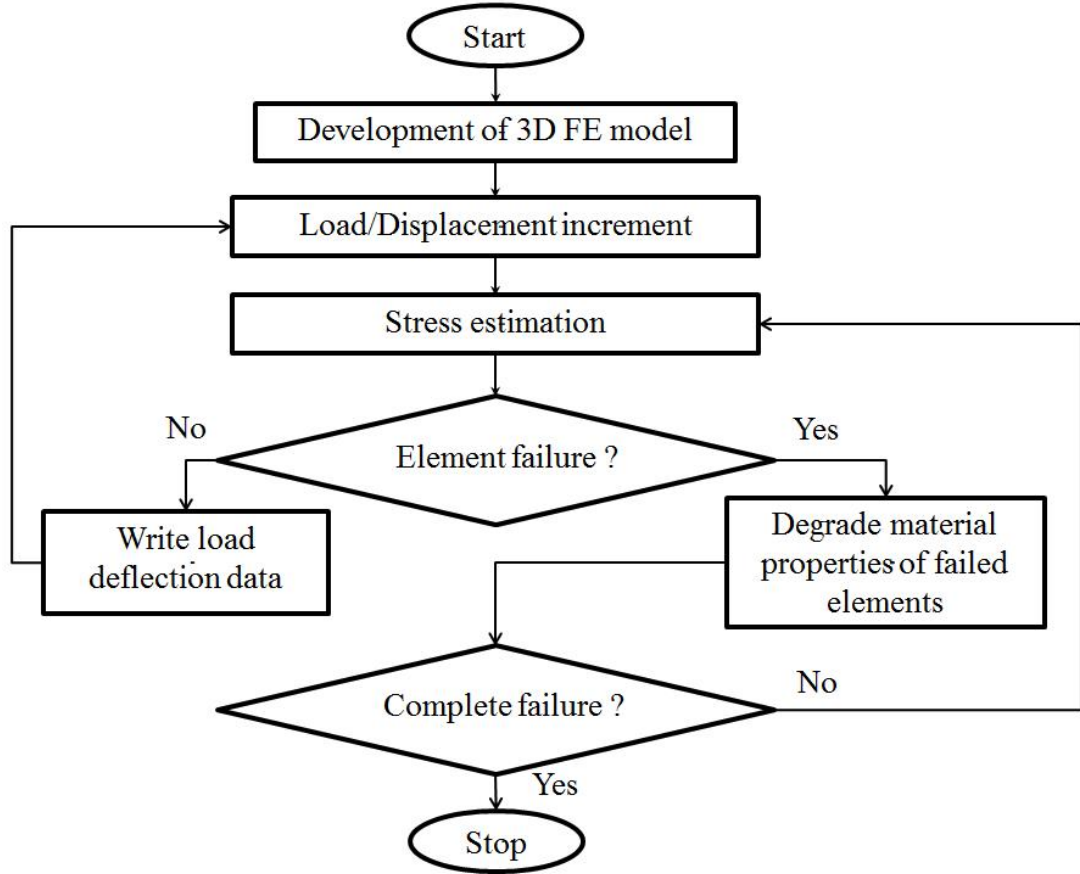 Start
Development of 3D FE model
Load/Displacement increment
Stress estimation
No
Yes
Element failure ?
Write load
deflection data
Degrade material
properties of failed
elements
Complete failure ?
No
Yes
Stop